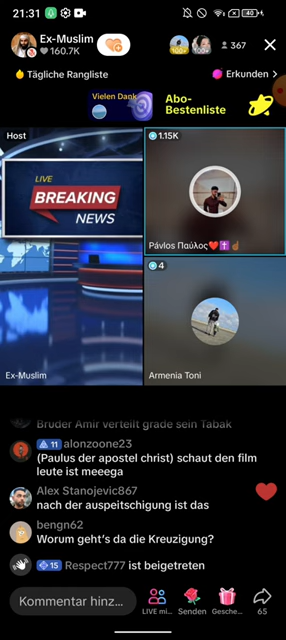 21:31
40
Ex-Muslim
160.7K
100+
100+
367
Tägliche Rangliste
Erkunden >
Vielen Dank
Abo-
Bestenliste
Host
LIVE
BREAKING
NEWS
Ex-Muslim
1.15K
Pávlos Παύλος❤️✝️☝🏾
4
Armenia Toni
Bruder Amir verteilt grade sein Tabak
11 alonzoone23
(Paulus der apostel christ) schaut den film
leute ist meeega
Alex Stanojevic867
nach der auspeitschigung ist das
bengn62
Worum geht's da die Kreuzigung?
15 Respect777 ist beigetreten
Kommentar hinz...
LIVE mi...
Senden
Gesche...
65